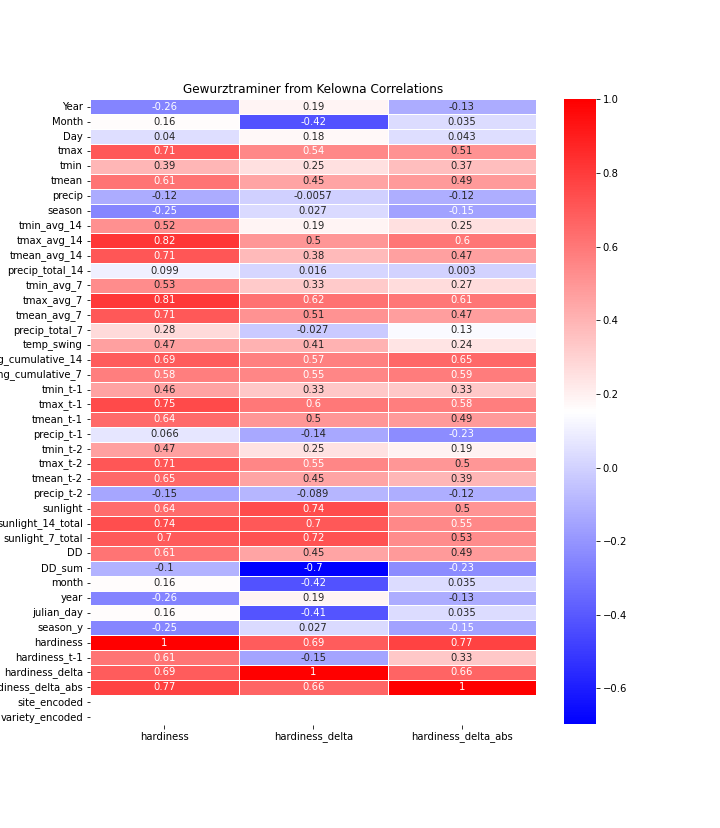 Gewurztraminer from Kelowna Correlations
Year -0.26 0.19 -0.13
Month 0.16 -0.42 0.035
Day 0.04 0.18 0.043
tmax 0.71 0.54 0.51
tmin 0.39 0.25 0.37
tmean 0.61 0.45 0.49
precip -0.12 -0.0057 -0.12
season -0.25 0.027 -0.15
tmin_avg_14 0.52 0.19 0.25
tmax_avg_14 0.82 0.5 0.6
tmean_avg_14 0.71 0.38 0.47
precip_total_14 0.099 0.016 0.003
tmin_avg_7 0.53 0.33 0.27
tmax_avg_7 0.81 0.62 0.61
tmean_avg_7 0.71 0.51 0.47
precip_total_7 0.28 -0.027 0.13
temp_swing 0.47 0.41 0.24
g_cumulative_14 0.69 0.57 0.65
ng_cumulative_7 0.58 0.55 0.59
tmin_t-1 0.46 0.33 0.33
tmax_t-1 0.75 0.6 0.58
tmean_t-1 0.64 0.5 0.49
precip_t-1 0.066 -0.14 -0.23
tmin_t-2 0.47 0.25 0.19
tmax_t-2 0.71 0.55 0.5
tmean_t-2 0.65 0.45 0.39
precip_t-2 -0.15 -0.089 -0.12
sunlight 0.64 0.74 0.5
sunlight_14_total 0.74 0.7 0.55
sunlight_7_total 0.7 0.72 0.53
DD 0.61 0.45 0.49
DD_sum -0.1 -0.7 -0.23
month 0.16 -0.42 0.035
year -0.26 0.19 -0.13
julian_day 0.16 -0.41 0.035
season_y -0.25 0.027 -0.15
hardiness 1 0.69 0.77
hardiness_t-1 0.61 -0.15 0.33
hardiness_delta 0.69 1 0.66
diness_delta_abs 0.77 0.66 1
site_encoded
variety_encoded
hardiness hardiness_delta hardiness_delta_abs
1.0
0.8
0.6
0.4
0.2
0.0
−0.2
−0.4
−0.6